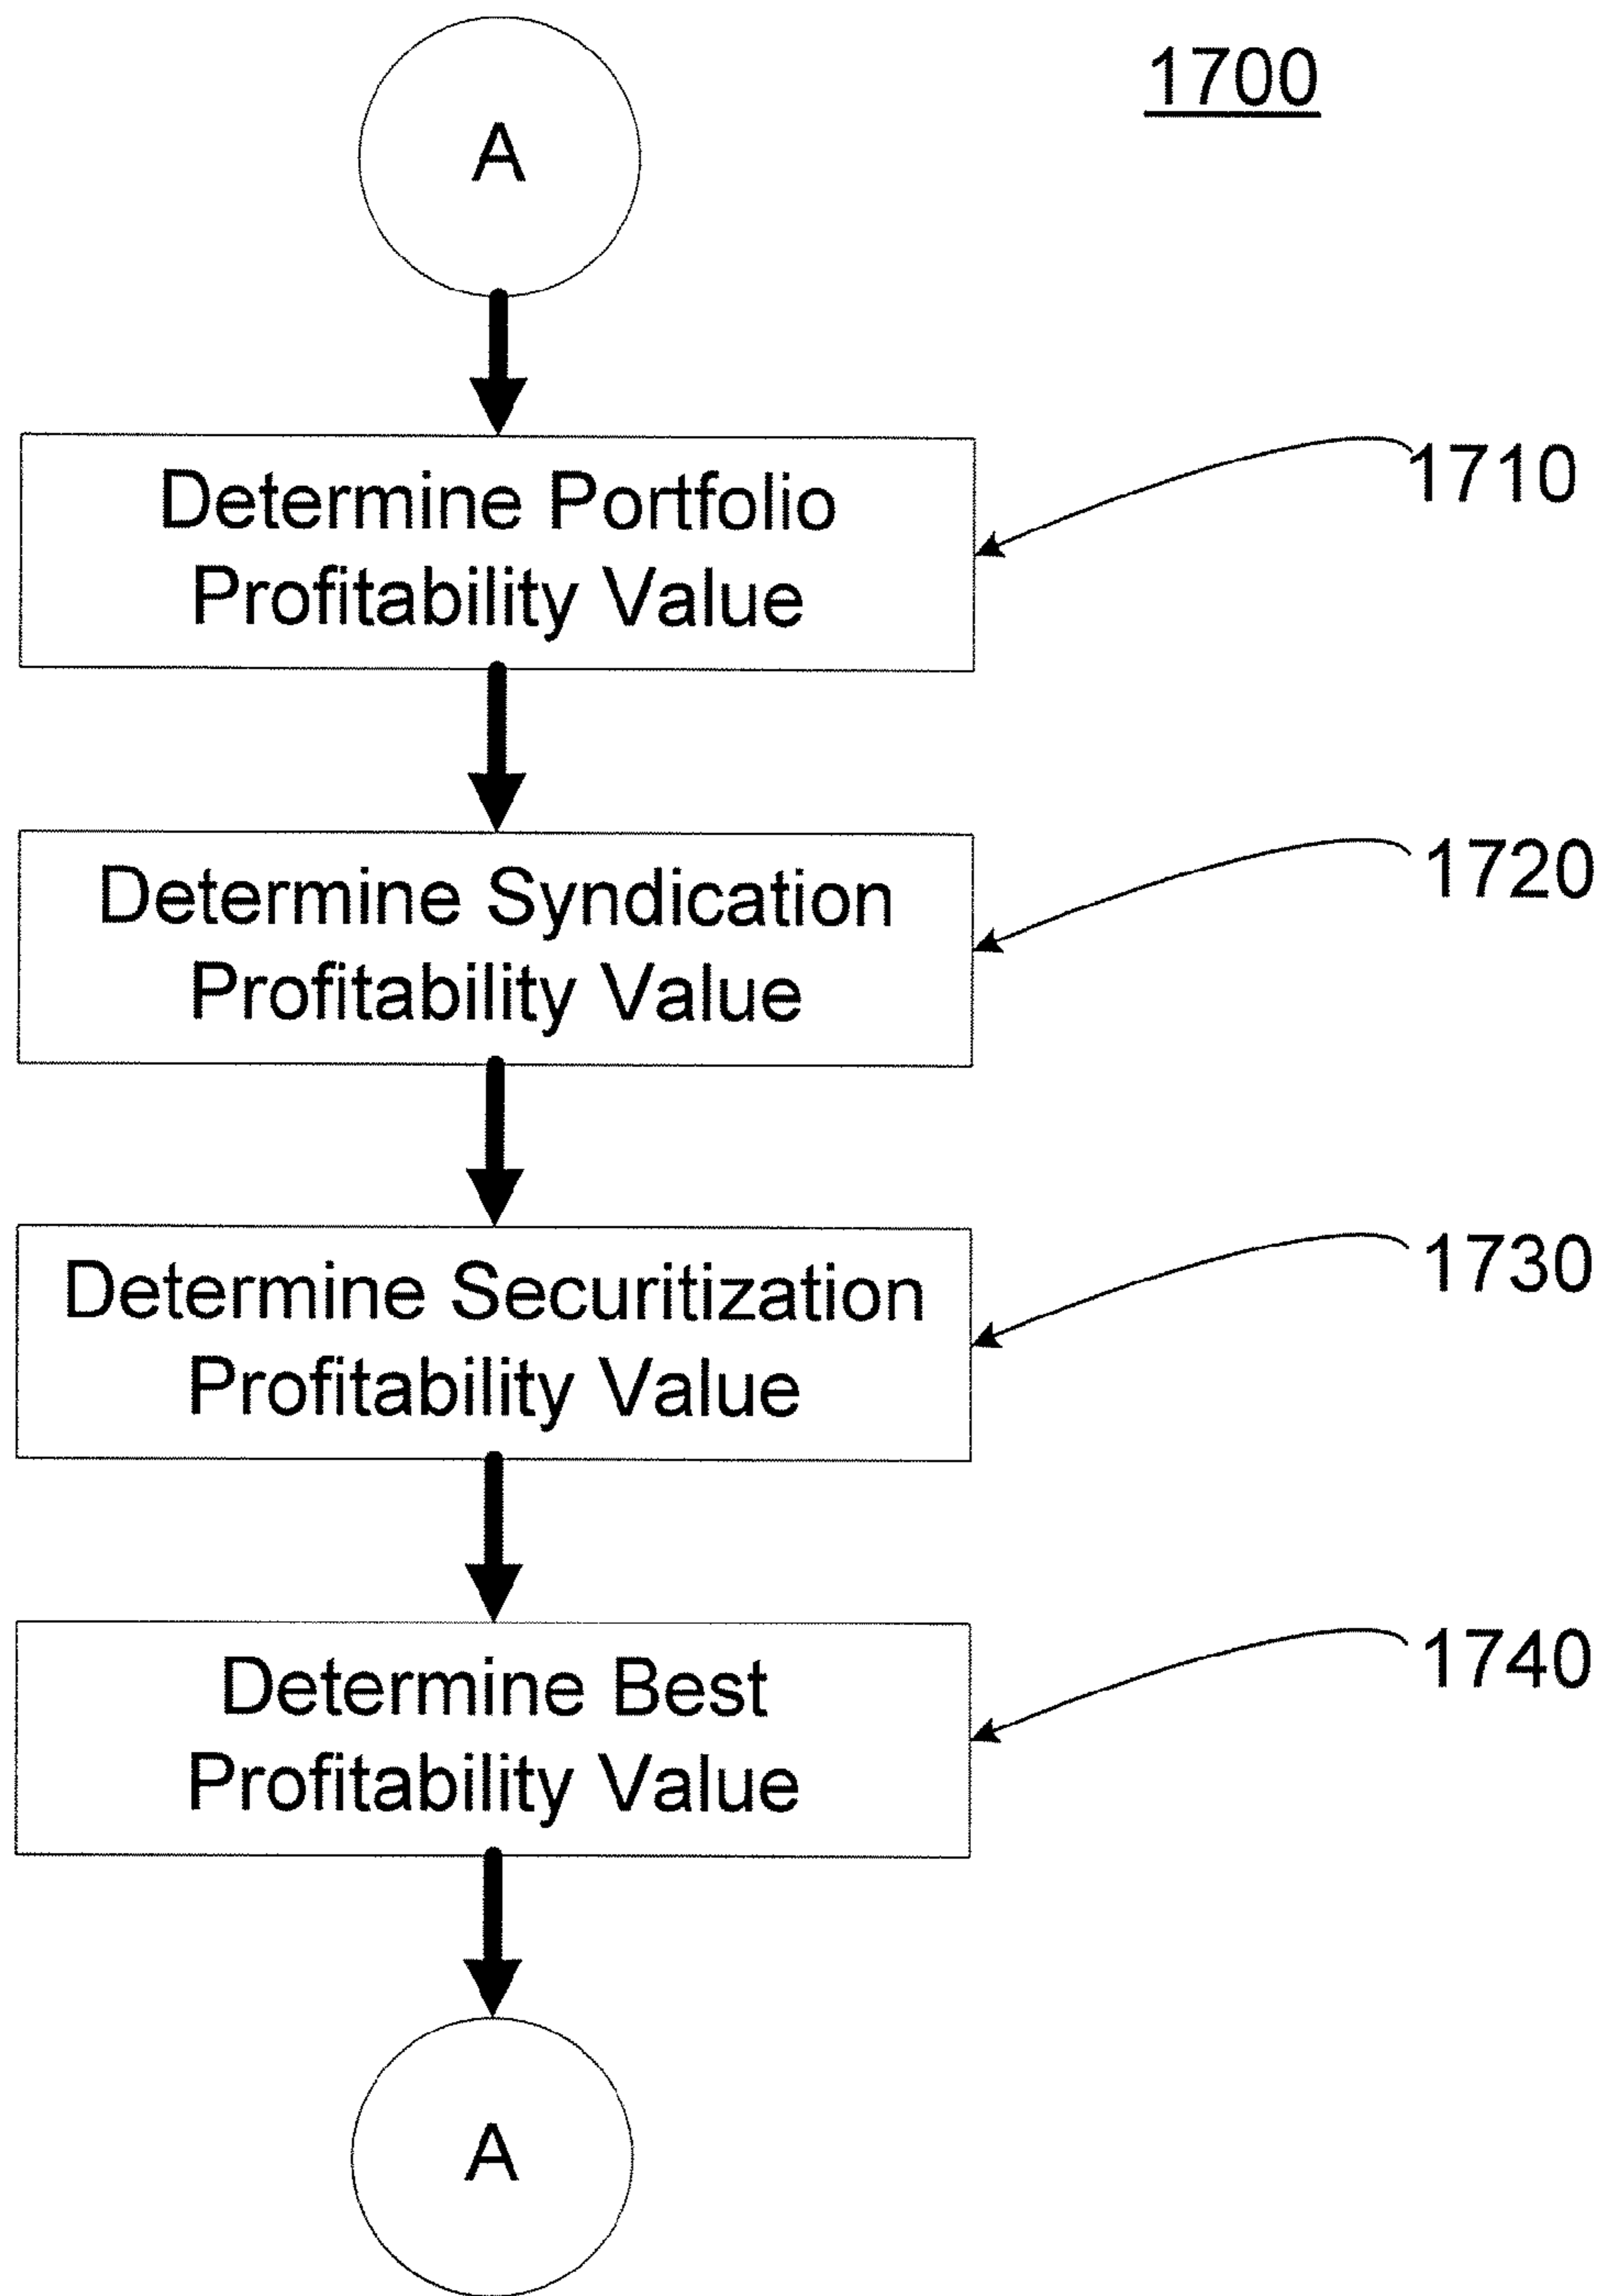 1700
A
Determine Portfolio
Profitability Value
1710
Determine Syndication
Profitability Value
1720
Determine Securitization
Profitability Value
1730
Determine Best
Profitability Value
1740
A